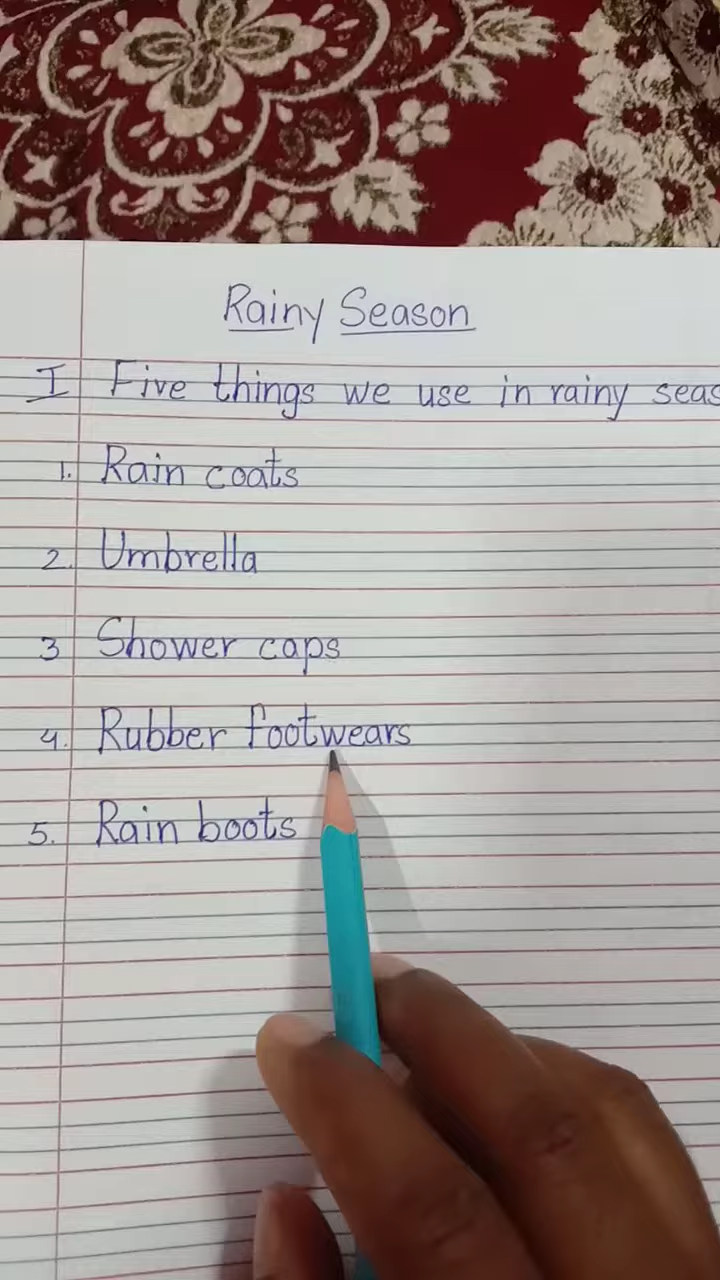 Rainy Season
I Five things we use in rainy seas
1. Rain coats
2. Umbrella
3 Shower caps
4. Rubber footwears
5. Rain boots